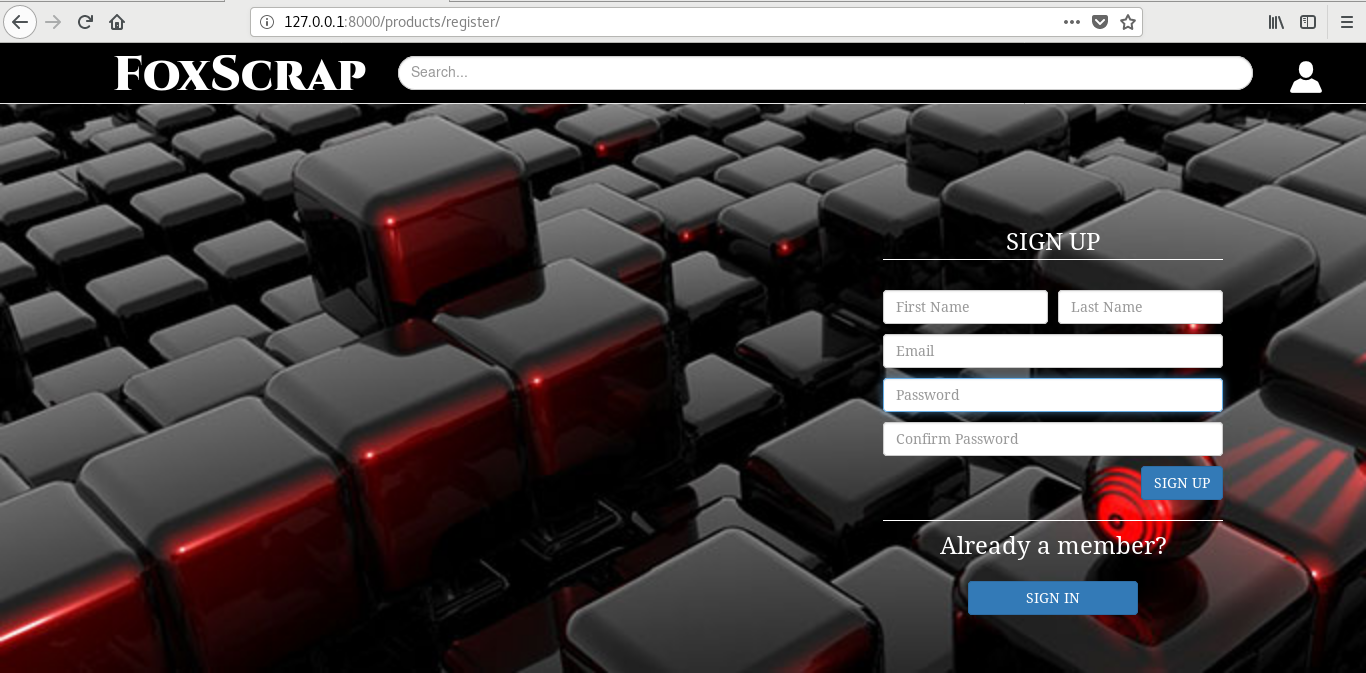 127.0.0.1:8000/products/register/
FoxScrap
Search...
SIGN UP
First Name Last Name
Email
Password
Confirm Password
SIGN UP
Already a member?
SIGN IN